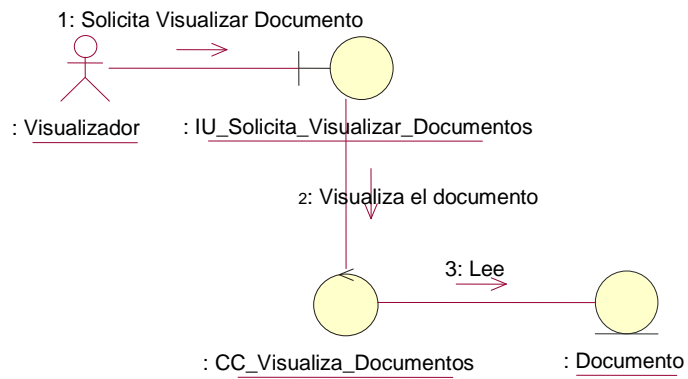 1: Solicita Visualizar Documento
: Visualizador
: IU_Solicita_Visualizar_Documentos
2: Visualiza el documento
3: Lee
: CC_Visualiza_Documentos
: Documento